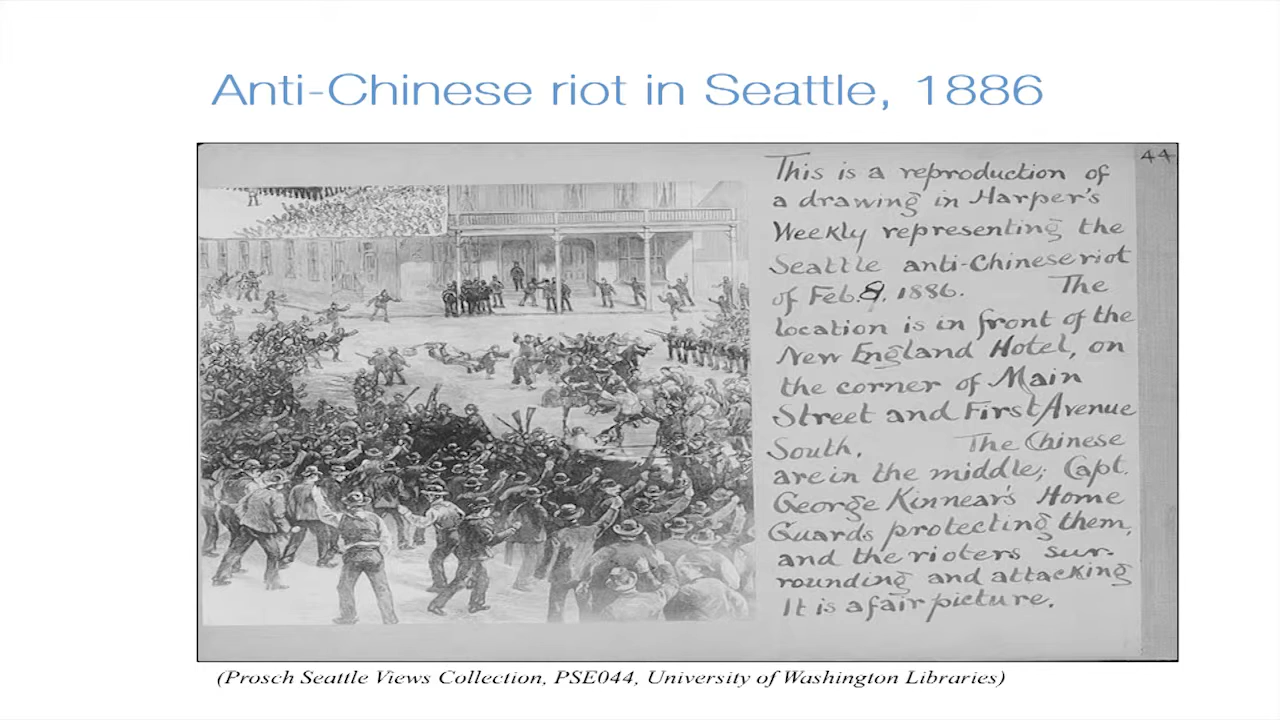 Anti-Chinese riot in Seattle, 1886
44
This is a reproduction of
a drawing in Harper's
Weekly representing the
Seattle anti-Chinese riot
of Feb. 8, 1886. The
location is in front of the
New England Hotel, on
the corner of Main
Street and First Avenue
South. The Chinese
are in the middle; Capt.
George Kinnear's Home
Guards protecting them,
and the rioters sur-
rounding and attacking
It is a fair picture.
(Prosch Seattle Views Collection, PSE044, University of Washington Libraries)